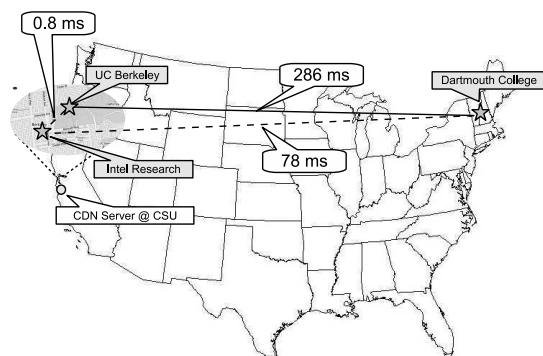 0.8 ms
UC Berkeley
286 ms
Dartmouth College
78 ms
Intel Research
CDN Server @ CSU